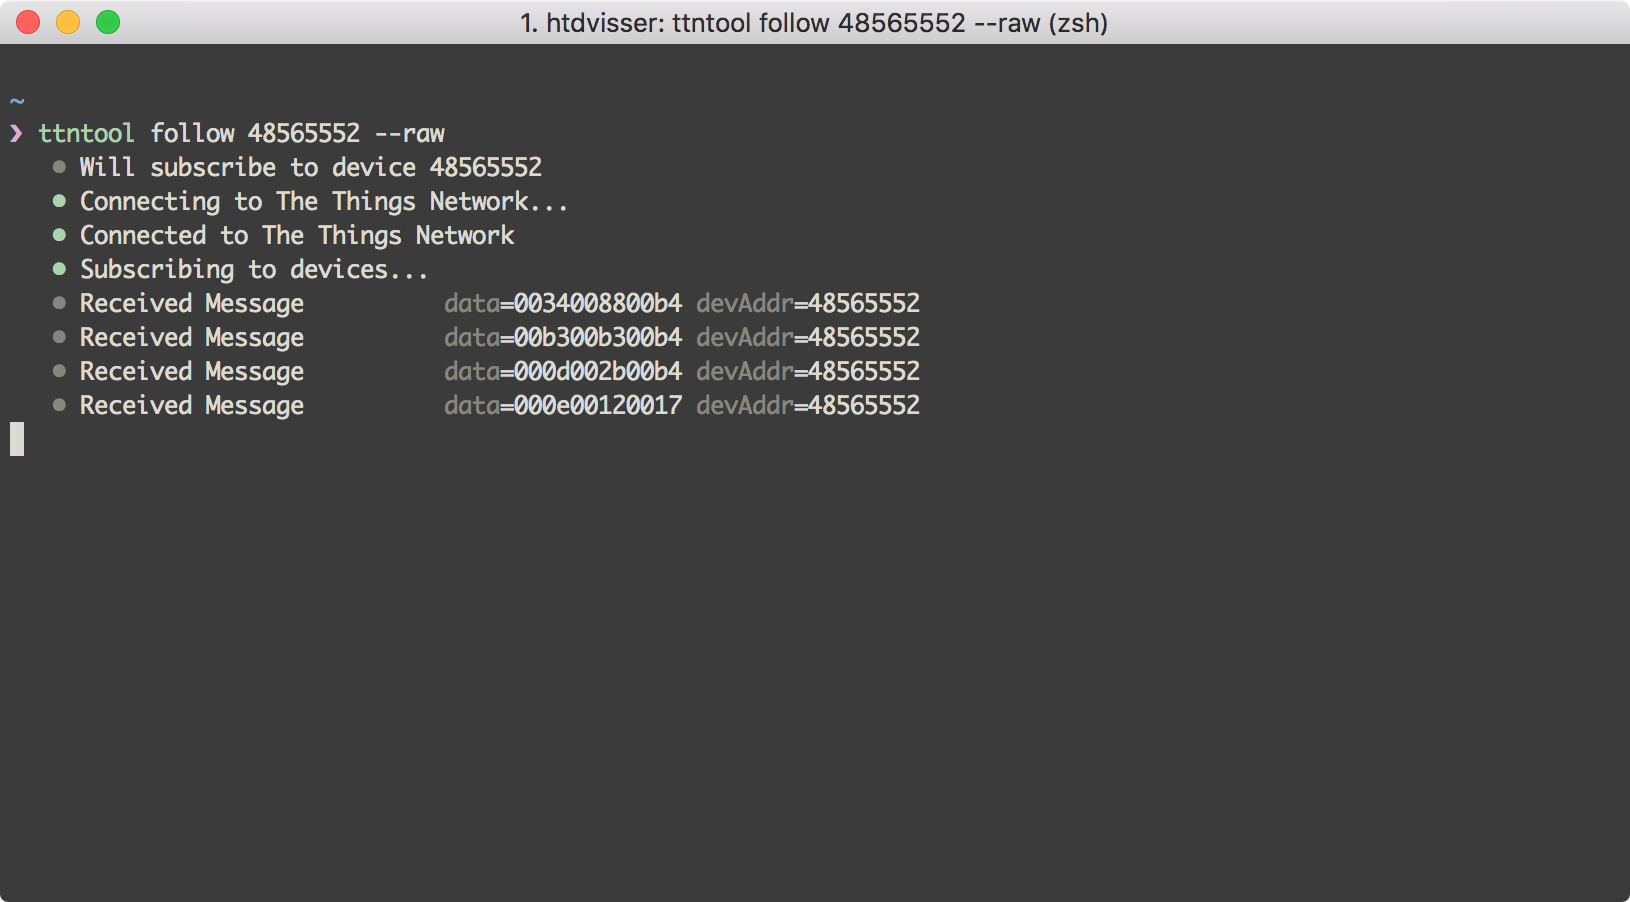 1. htdvisser: ttntool follow 48565552 --raw (zsh)
~
❯ ttntool follow 48565552 --raw
● Will subscribe to device 48565552
● Connecting to The Things Network...
● Connected to The Things Network
● Subscribing to devices...
● Received Message data=0034008800b4 devAddr=48565552
● Received Message data=00b300b300b4 devAddr=48565552
● Received Message data=000d002b00b4 devAddr=48565552
● Received Message data=000e00120017 devAddr=48565552